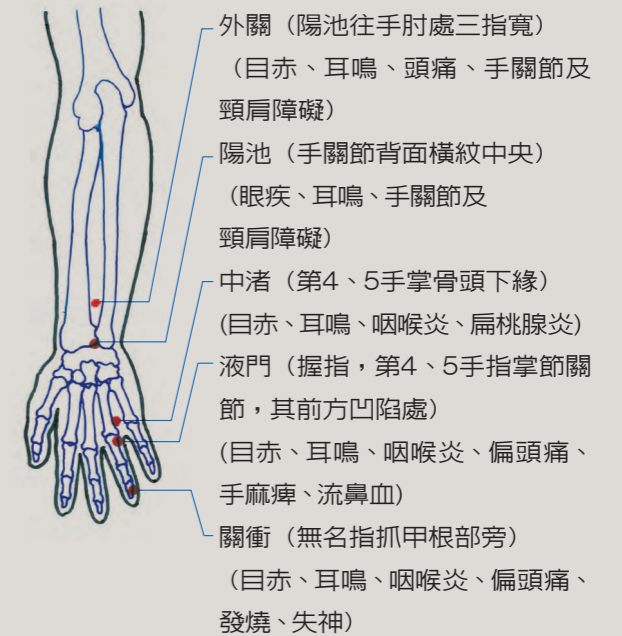 外關（陽池往手肘處三指寬）
（目赤、耳鳴、頭痛、手關節及
頸肩障礙）
陽池（手關節背面橫紋中央）
（眼疾、耳鳴、手關節及
頸肩障礙）
中渚（第4、5手掌骨頭下緣）
(目赤、耳鳴、咽喉炎、扁桃腺炎)
液門（握指，第4、5手指掌節關
節，其前方凹陷處）
(目赤、耳鳴、咽喉炎、偏頭痛、
手麻痺、流鼻血)
關衝（無名指抓甲根部旁）
（目赤、耳鳴、咽喉炎、偏頭痛、
發燒、失神）